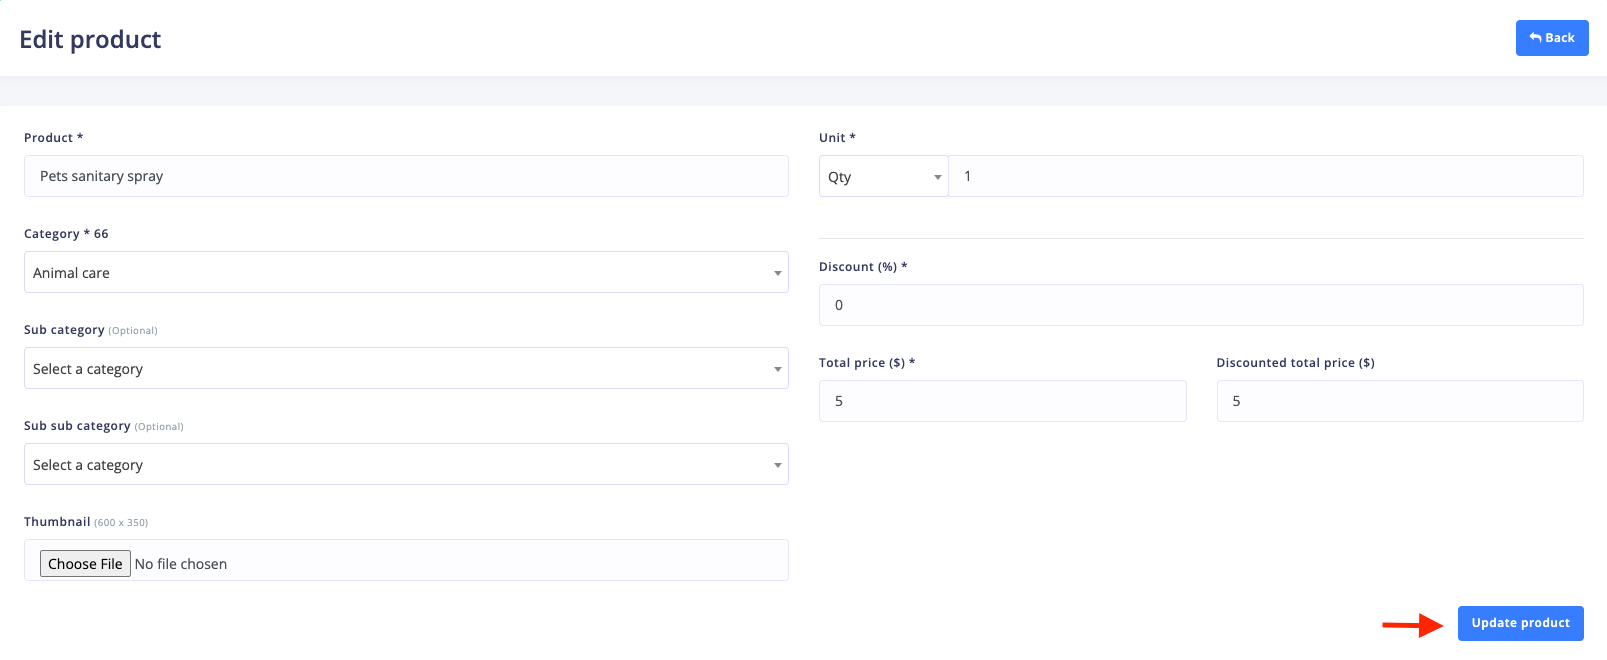 Edit product
Back
Product *
Pets sanitary spray
Category * 66
Animal care
Sub category (Optional)
Select a category
Sub sub category (Optional)
Select a category
Thumbnail (600 x 350)
Choose File No file chosen
Unit *
Qty 1
Discount (%) *
0
Total price ($) * Discounted total price ($)
5 5
Update product